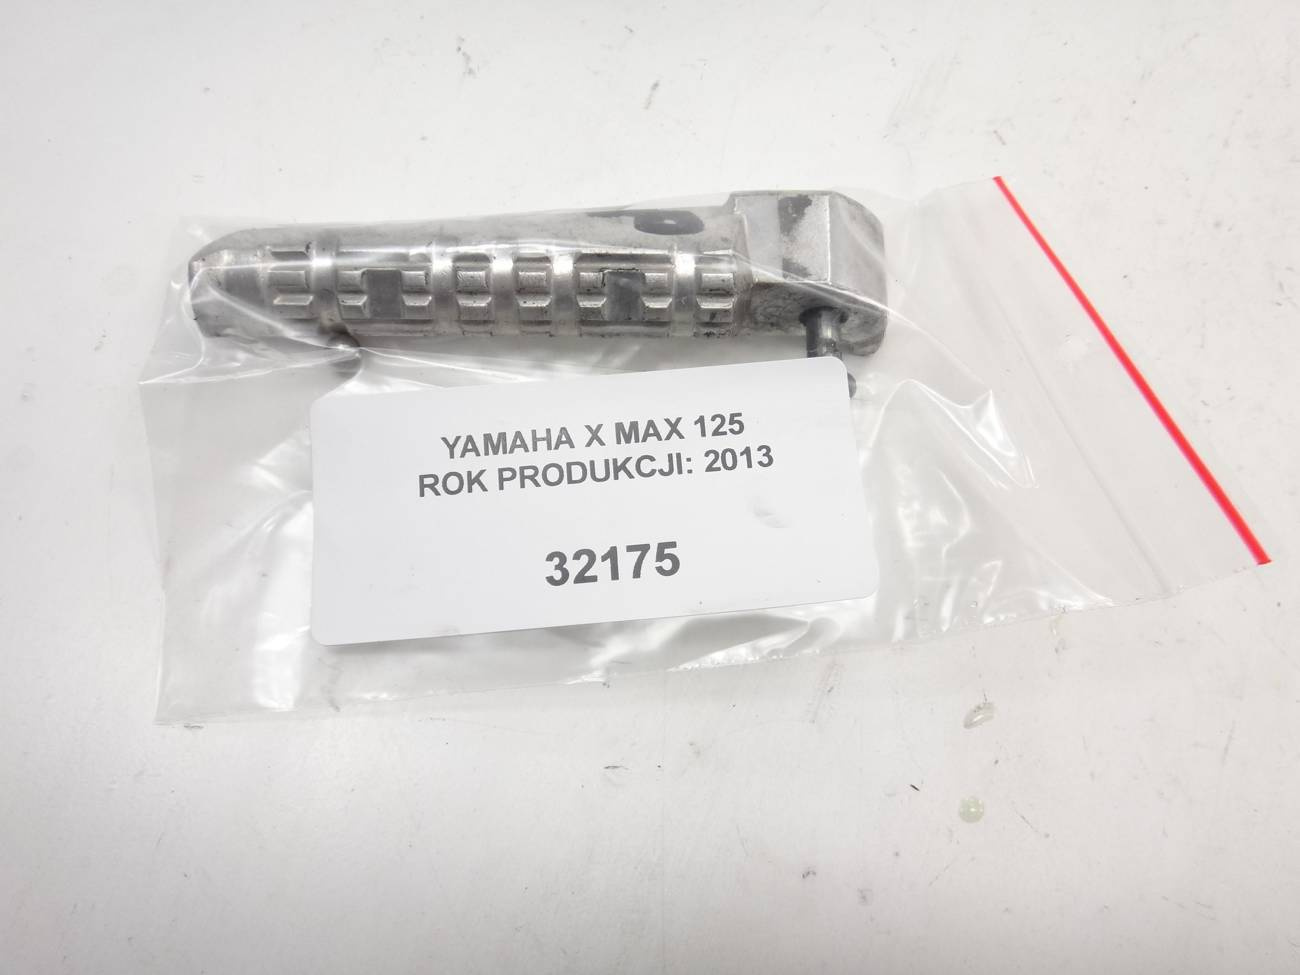 YAMAHA X MAX 125
ROK PRODUKCJI: 2013
32175